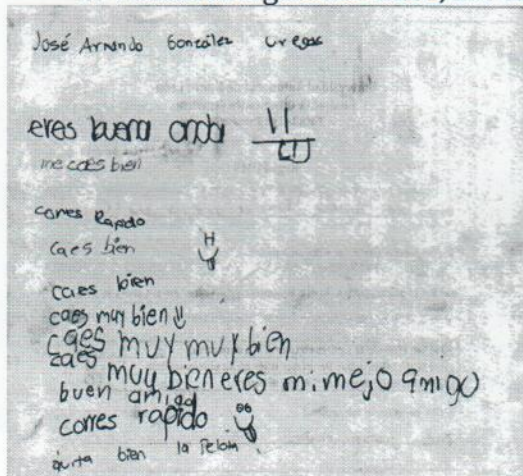 José Armando González Uregas
eres buena onda
me caes bien
corres Rapido
Caes bien
caes bien
caes muy bien
caes muy muy bien
caes muy bien eres mi mejo amigo
buen amigo
corres rapido
quita bien la Pelota